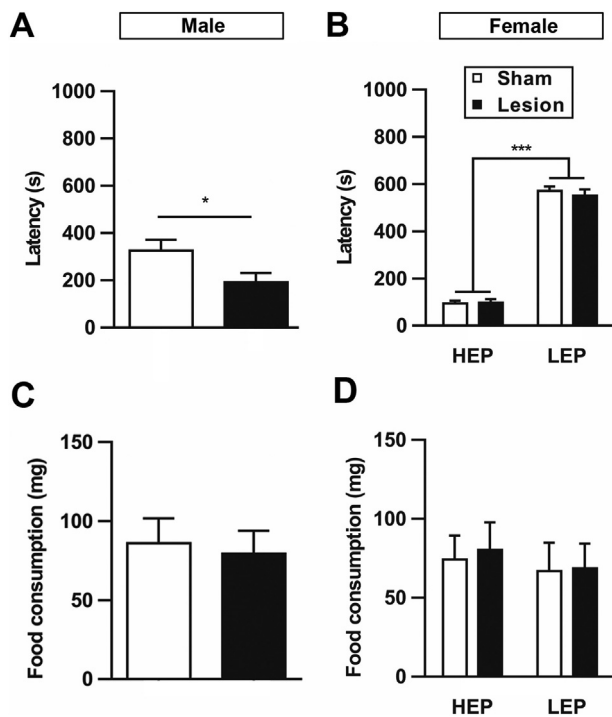 A
Male
B
Female
1000
800
600
400
200
0
Latency (s)
*
1000
800
600
400
200
0
Latency (s)
Sham
Lesion
***
HEP
LEP
C
D
150
100
50
0
Food consumption (mg)
150
100
50
0
Food consumption (mg)
HEP
LEP